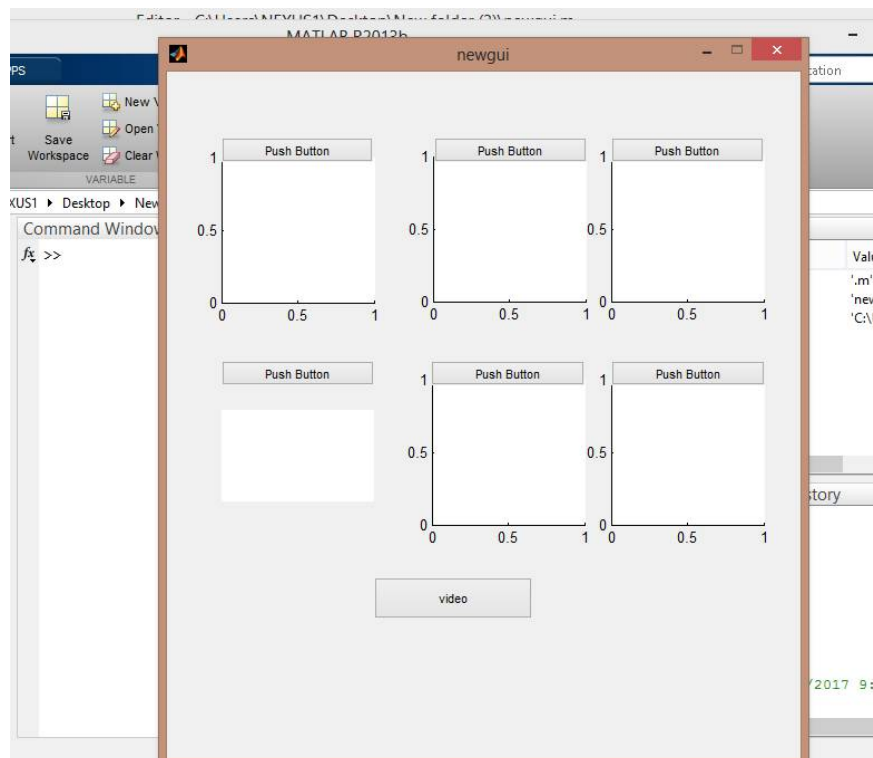 MATLAB R2013b
newgui
PS
New
Open
Save
Workspace
Clear
VARIABLE
XUS1 ▸ Desktop ▸ New
Command Window
fx >>
Push Button
Push Button
Push Button
1
1
1
0.5
0.5
0.5
0
0
0
0 0.5 1
0 0.5 1
0 0.5 1
Push Button
Push Button
Push Button
1
1
0.5
0.5
0
0
0 0.5 1
0 0.5 1
video
tation
Val
'.m'
'nev
'C:\
story
/2017 9: